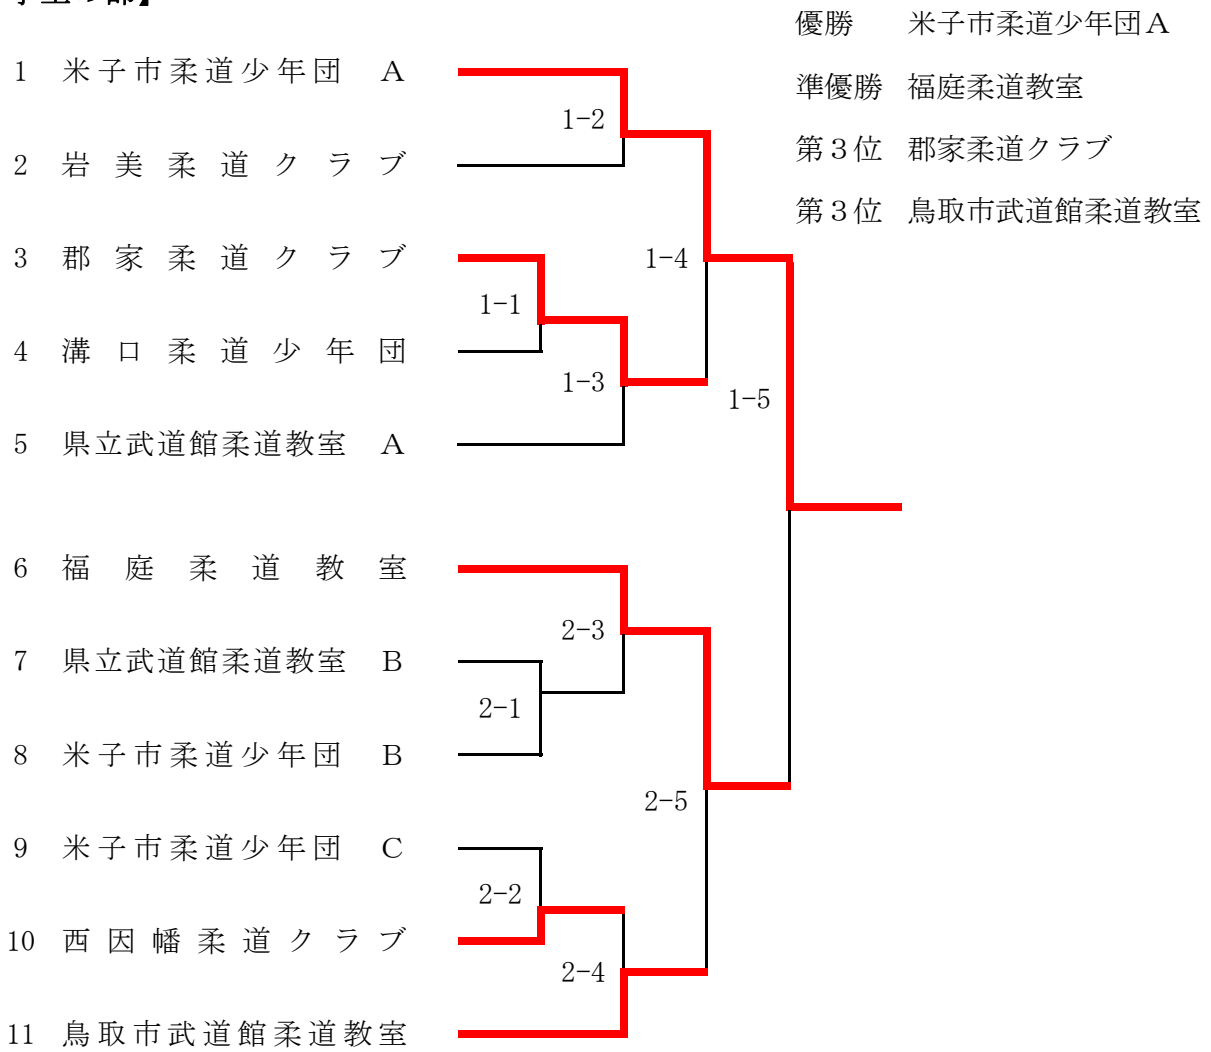 優勝 米子市柔道少年団A
準優勝 福庭柔道教室
第3位 郡家柔道クラブ
第3位 鳥取市武道館柔道教室
1 米子市柔道少年団 A
1-2
2 岩美柔道クラブ
3 郡家柔道クラブ
1-4
1-1
4 溝口柔道少年団
1-3
1-5
5 県立武道館柔道教室 A
6 福庭柔道教室
2-3
7 県立武道館柔道教室 B
2-1
8 米子市柔道少年団 B
2-5
9 米子市柔道少年団 C
2-2
10 西因幡柔道クラブ
2-4
11 鳥取市武道館柔道教室